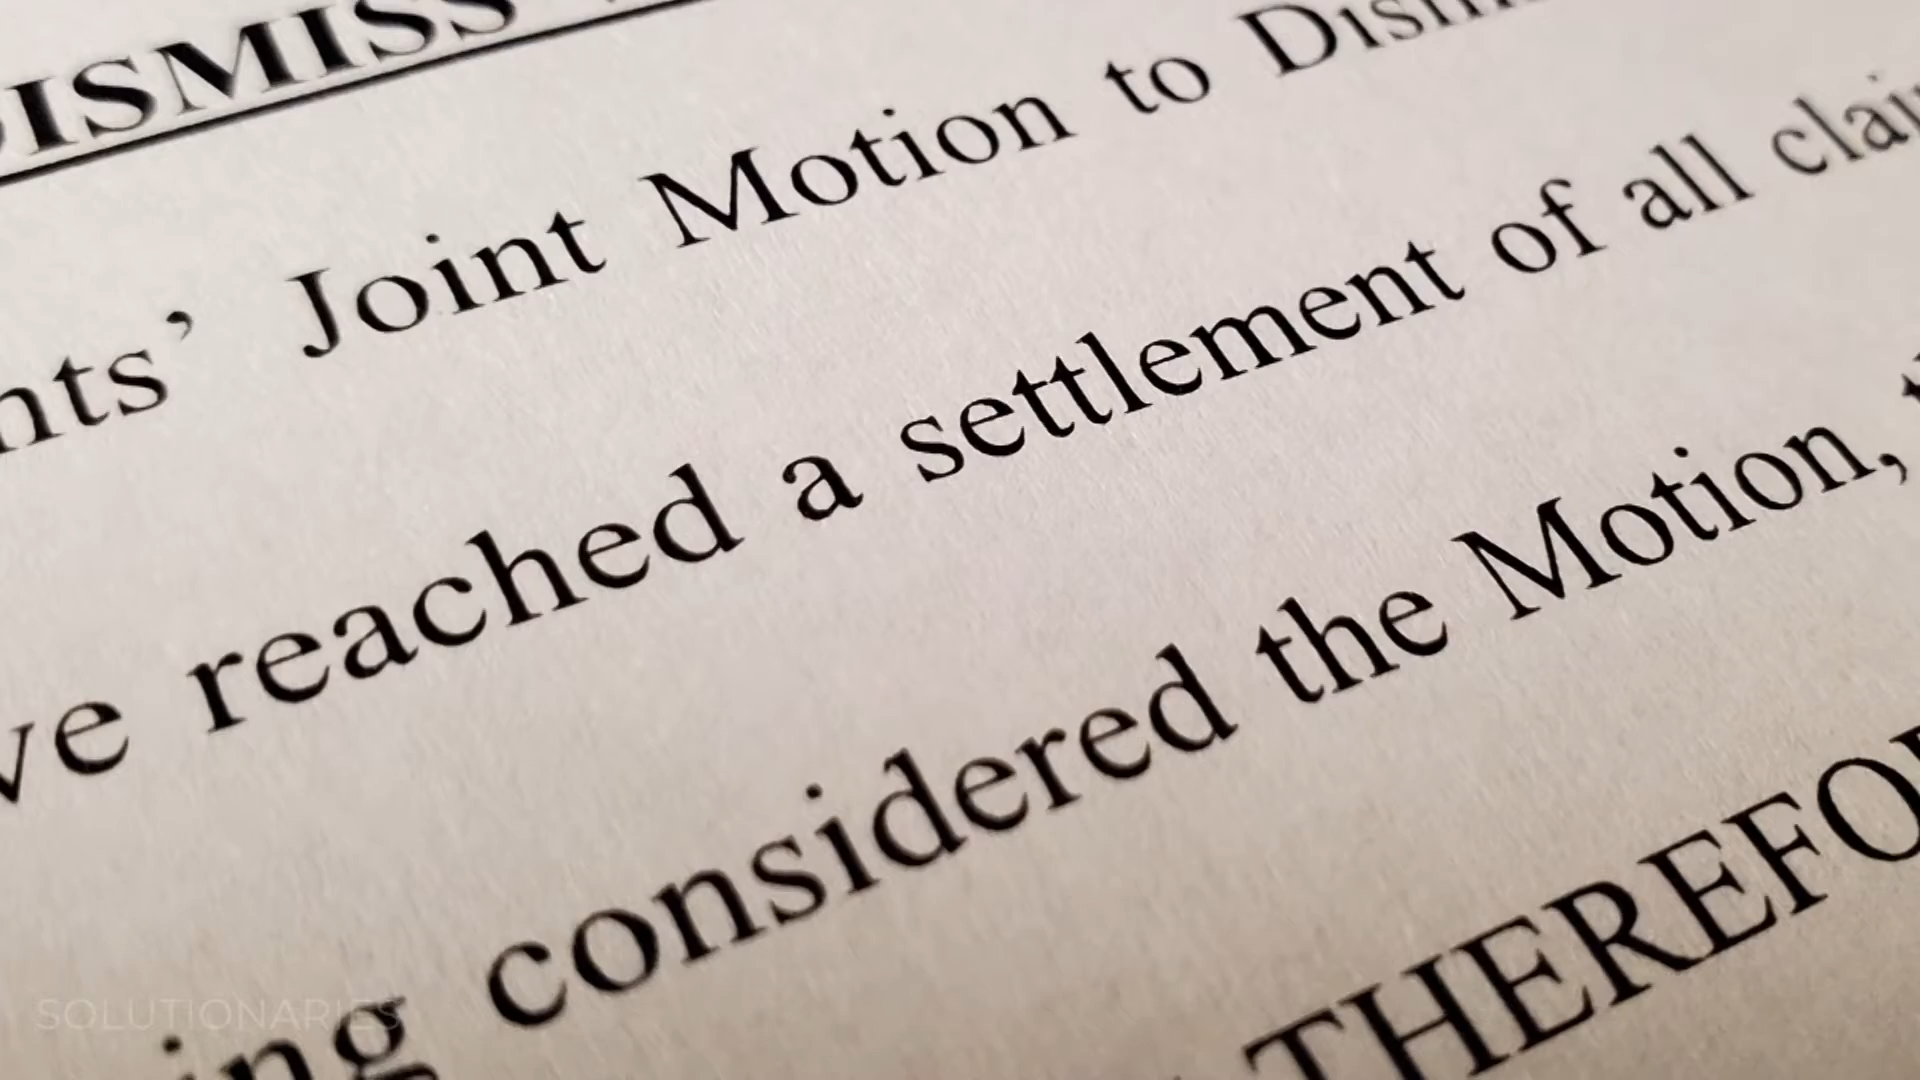 DISMISS
nts' Joint Motion to Dism
ve reached a settlement of all clai
ing considered the Motion, t
THEREFO
SOLUTIONARIES